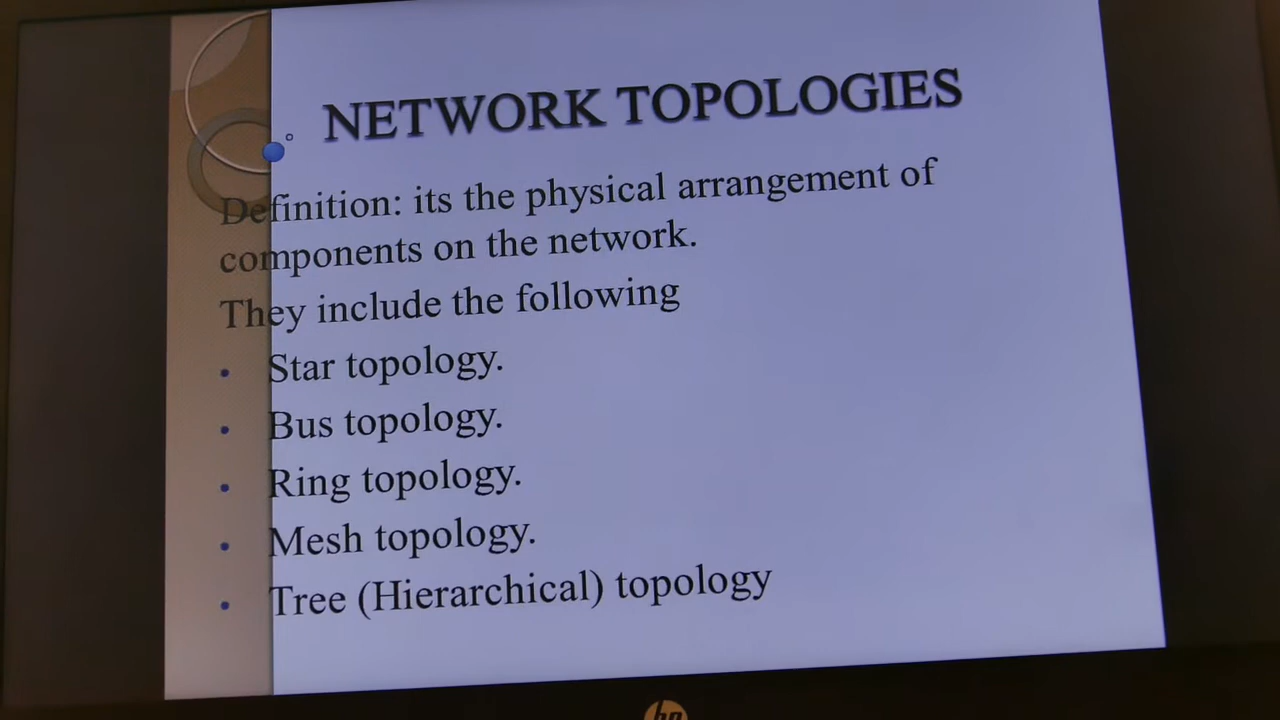 NETWORK TOPOLOGIES
Definition: its the physical arrangement of
components on the network.
They include the following
• Star topology.
• Bus topology.
• Ring topology.
• Mesh topology.
• Tree (Hierarchical) topology
hp